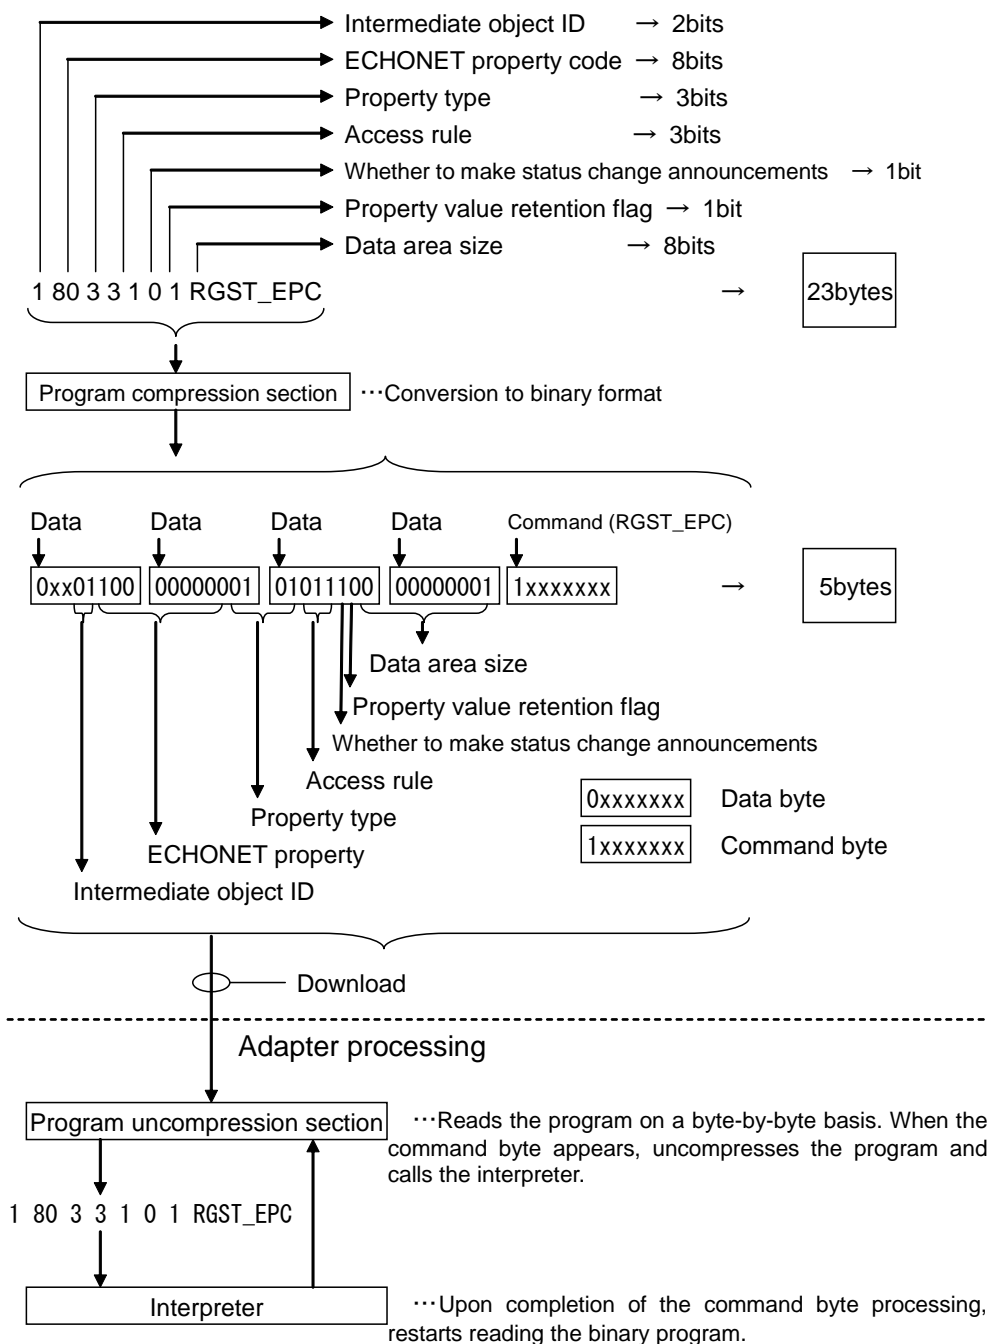 Intermediate object ID → 2bits
ECHONET property code → 8bits
Property type → 3bits
Access rule → 3bits
Whether to make status change announcements → 1bit
Property value retention flag → 1bit
Data area size → 8bits
1 80 3 3 1 0 1 RGST_EPC → 23bytes
Program compression section …Conversion to binary format
Data Data Data Data Command (RGST_EPC)
0xx01100 00000001 01011100 00000001 1xxxxxxx → 5bytes
Data area size
Property value retention flag
Whether to make status change announcements
Access rule
0xxxxxxx Data byte
Property type
1xxxxxxx Command byte
ECHONET property
Intermediate object ID
Download
Adapter processing
Program uncompression section …Reads the program on a byte-by-byte basis. When the
command byte appears, uncompresses the program and
calls the interpreter.
1 80 3 3 1 0 1 RGST_EPC
Interpreter …Upon completion of the command byte processing,
restarts reading the binary program.